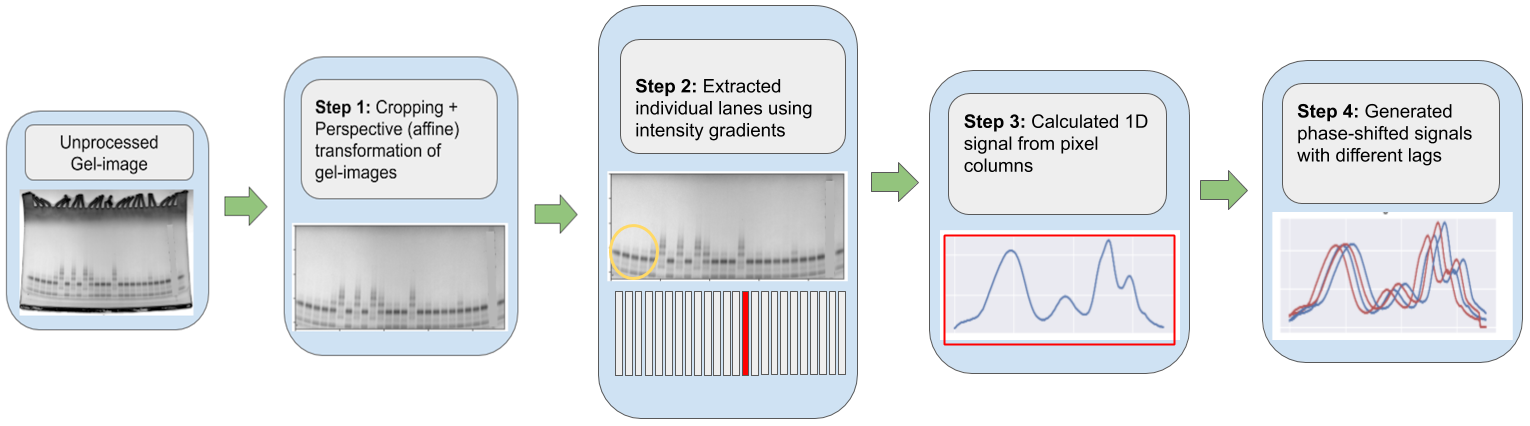 Unprocessed
Gel-image
Step 1: Cropping +
Perspective (affine)
transformation of
gel-images
Step 2: Extracted
individual lanes using
intensity gradients
Step 3: Calculated 1D
signal from pixel
columns
Step 4: Generated
phase-shifted signals
with different lags